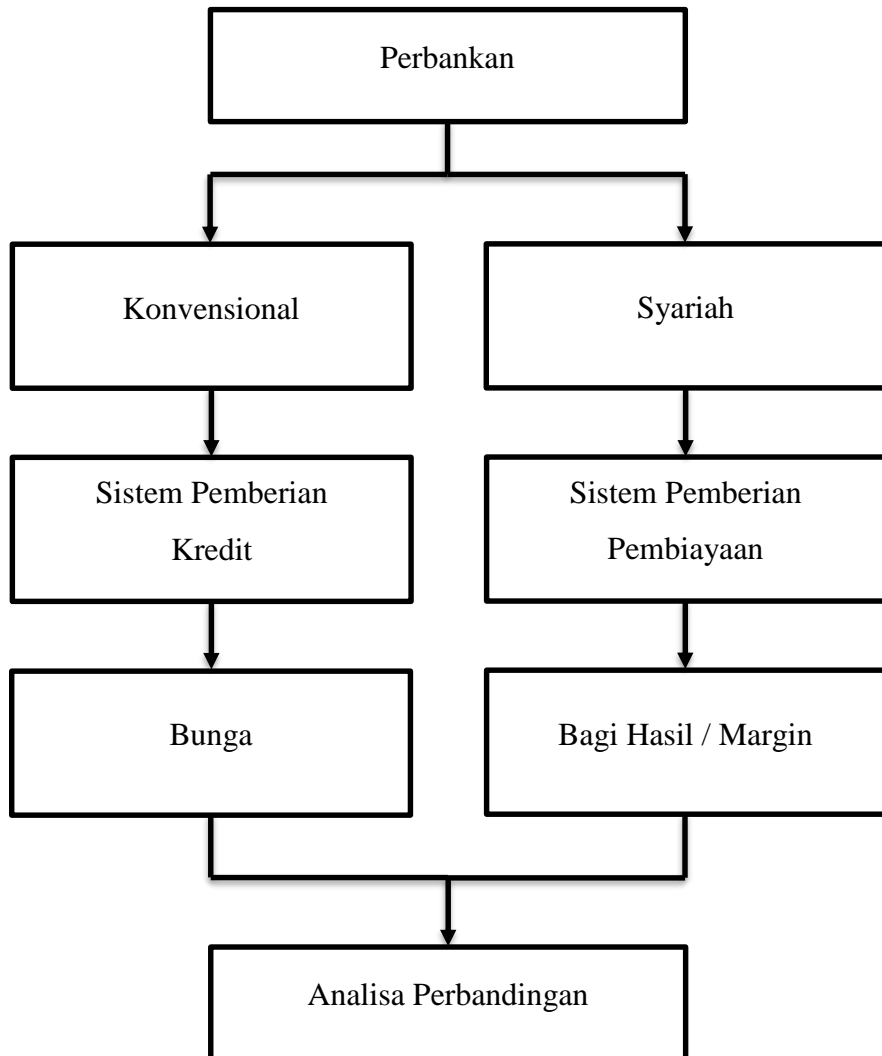 Perbankan
Konvensional
Syariah
Sistem Pemberian
Kredit
Sistem Pemberian
Pembiayaan
Bunga
Bagi Hasil / Margin
Analisa Perbandingan